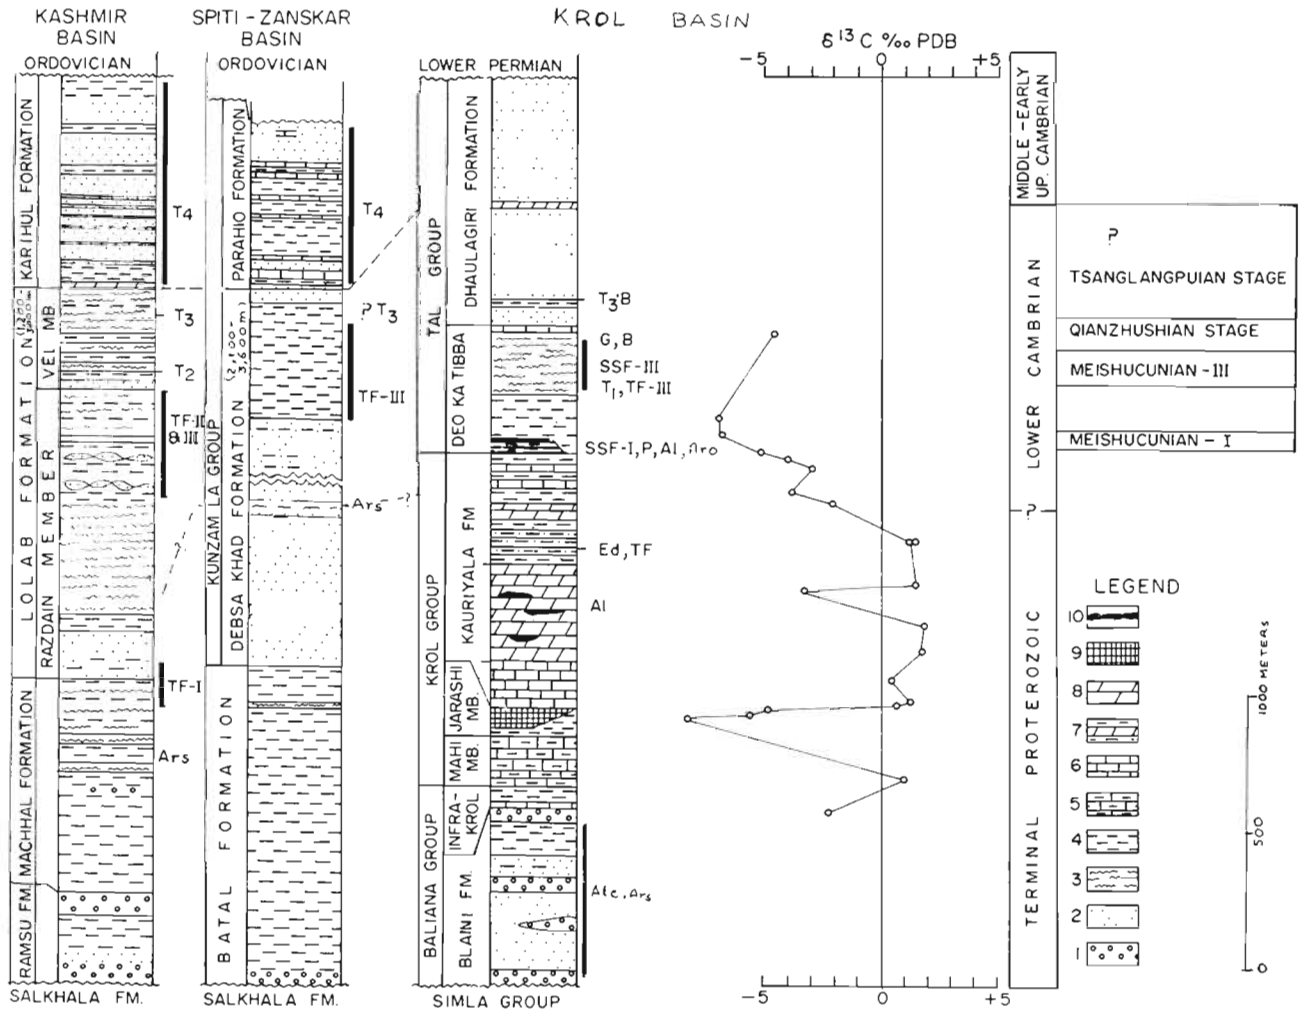 KASHMIR
BASIN
ORDOVICIAN
SPITI - ZANSKAR
BASIN
ORDOVICIAN
KROL BASIN
LOWER PERMIAN
δ13 C ‰ PDB
-5 0 +5
KARIHUL FORMATION
LOLAB FORMATION
VEL MB.
RAZDAIN MEMBER
MACHHAL FORMATION
RAMSU FM.
SALKHALA FM.
T4
T3
T2
TF-II
& III
?
TF-I
Ars
PARAHIO FORMATION
KUNZAM LA GROUP
DEBSA KHAD FORMATION
(2,100-
3,600m)
BATAL FORMATION
SALKHALA FM.
T4
? T3
TF-III
Ars - ?
TAL GROUP
DHAULAGIRI FORMATION
DEO KA TIBBA
KROL GROUP
KAURIYALA FM
JARASHI
MB.
MAHI
MB.
BALIANA GROUP
INFRA-
KROL
BLAINI FM.
SIMLA GROUP
T3'B
G, B
SSF-III
T1, TF-III
SSF-I, P, Al, Aro
Ed, TF
Al
Ars
-5 0 +5
MIDDLE-EARLY
UP. CAMBRIAN
LOWER CAMBRIAN
?
TERMINAL PROTEROZOIC
?
TSANGLANGPUIAN STAGE
QIANZHUSHIAN STAGE
MEISHUCUNIAN-III
MEISHUCUNIAN - I
LEGEND
10
9
8
7
6
5
4
3
2
1
1000 METERS
500
0